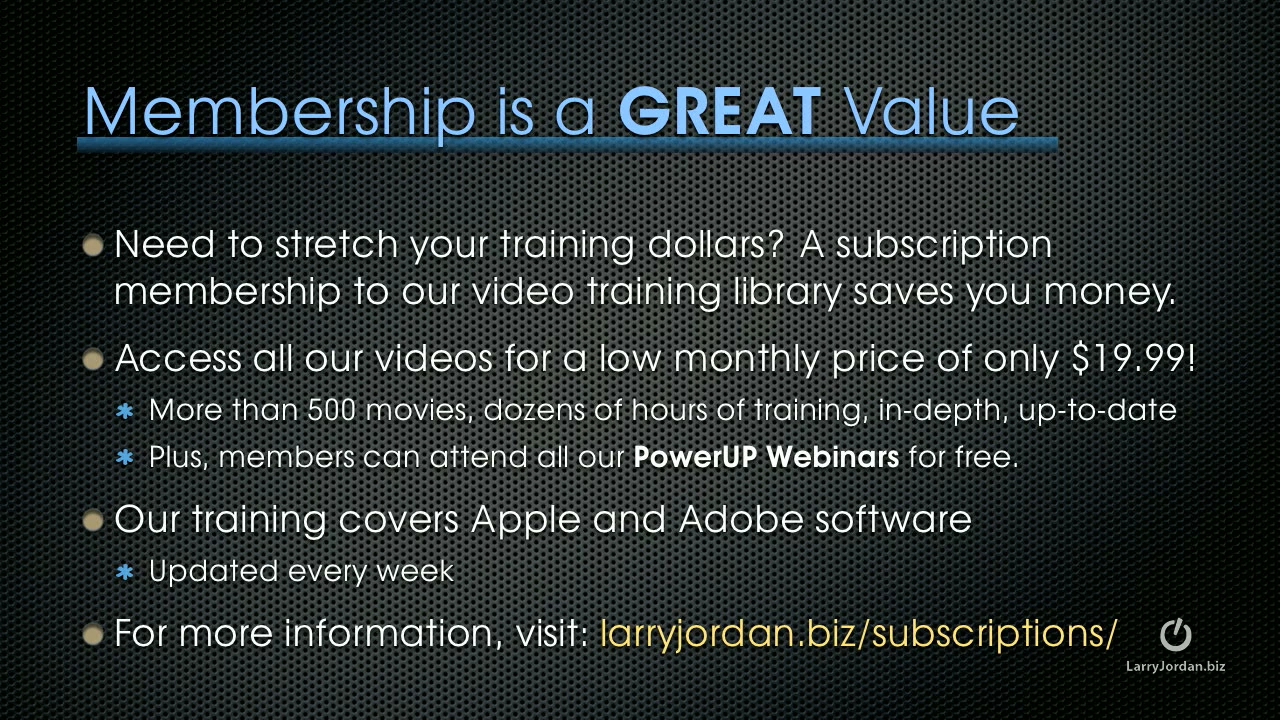 Membership is a GREAT Value
Need to stretch your training dollars? A subscription
membership to our video training library saves you money.
Access all our videos for a low monthly price of only $19.99!
More than 500 movies, dozens of hours of training, in-depth, up-to-date
Plus, members can attend all our PowerUP Webinars for free.
Our training covers Apple and Adobe software
Updated every week
For more information, visit: larryjordan.biz/subscriptions/
LarryJordan.biz